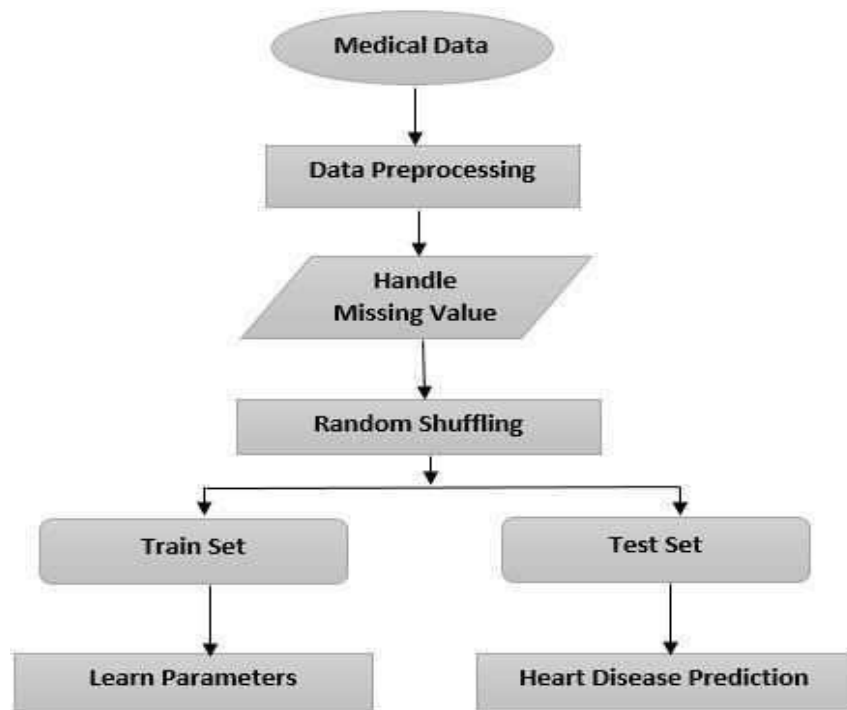 Medical Data
Data Preprocessing
Handle
Missing Value
Random Shuffling
Train Set
Test Set
Learn Parameters
Heart Disease Prediction